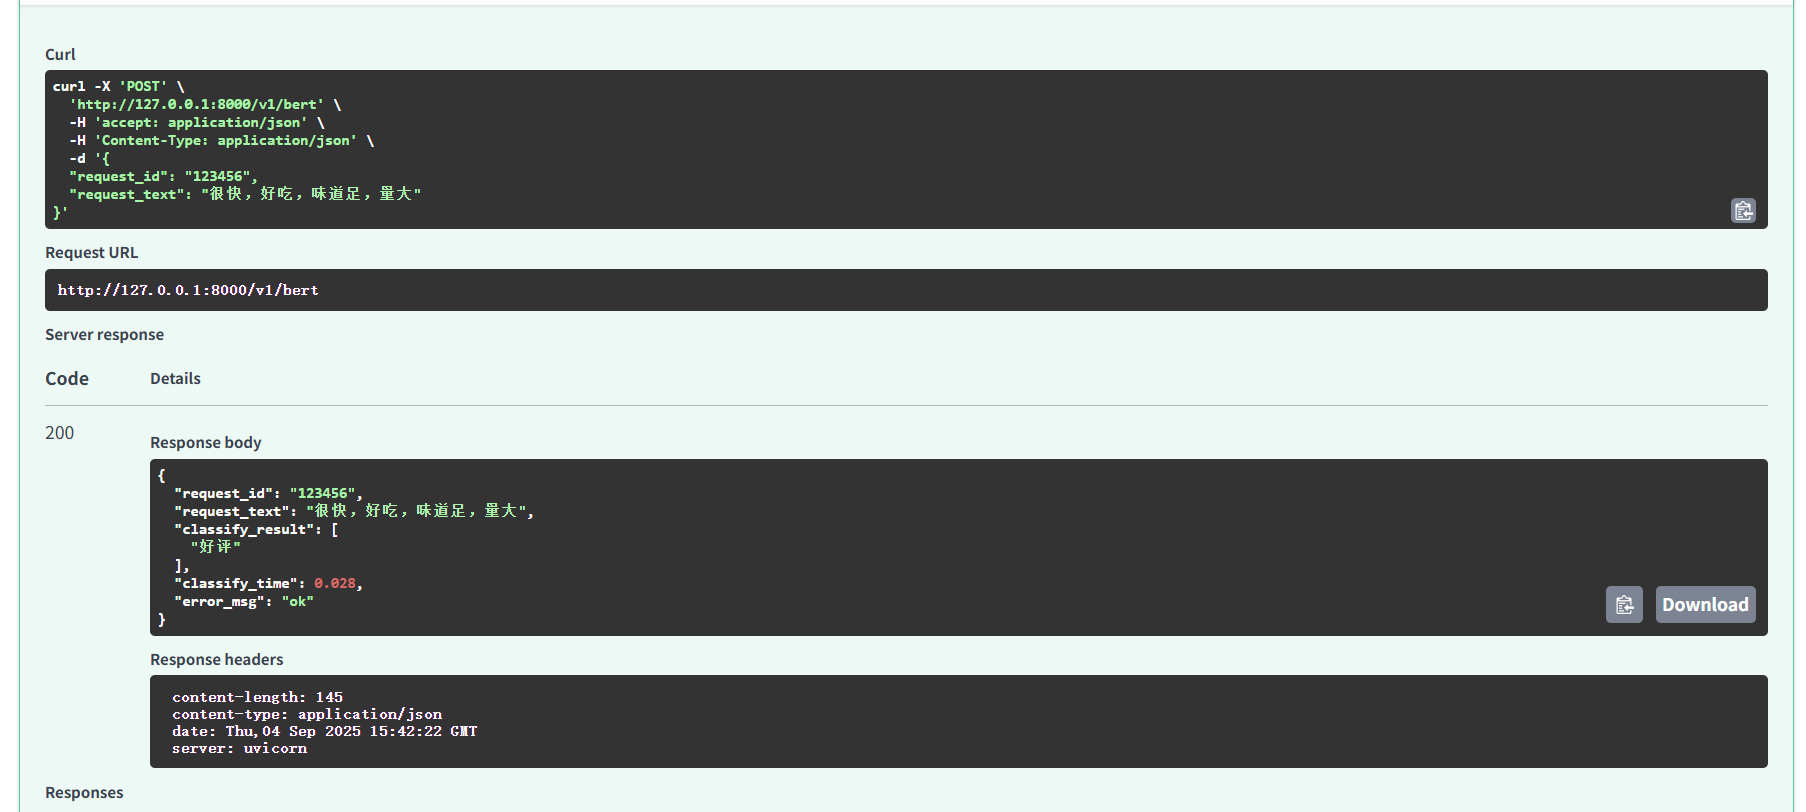 Curl
curl -X 'POST' \
  'http://127.0.0.1:8000/v1/bert' \
  -H 'accept: application/json' \
  -H 'Content-Type: application/json' \
  -d '{
  "request_id": "123456",
  "request_text": "很快，好吃，味道足，量大"
}'
Request URL
http://127.0.0.1:8000/v1/bert
Server response
Code Details
200
Response body
{
  "request_id": "123456",
  "request_text": "很快，好吃，味道足，量大",
  "classify_result": [
    "好评"
  ],
  "classify_time": 0.028,
  "error_msg": "ok"
}
Download
Response headers
content-length: 145
content-type: application/json
date: Thu,04 Sep 2025 15:42:22 GMT
server: uvicorn
Responses